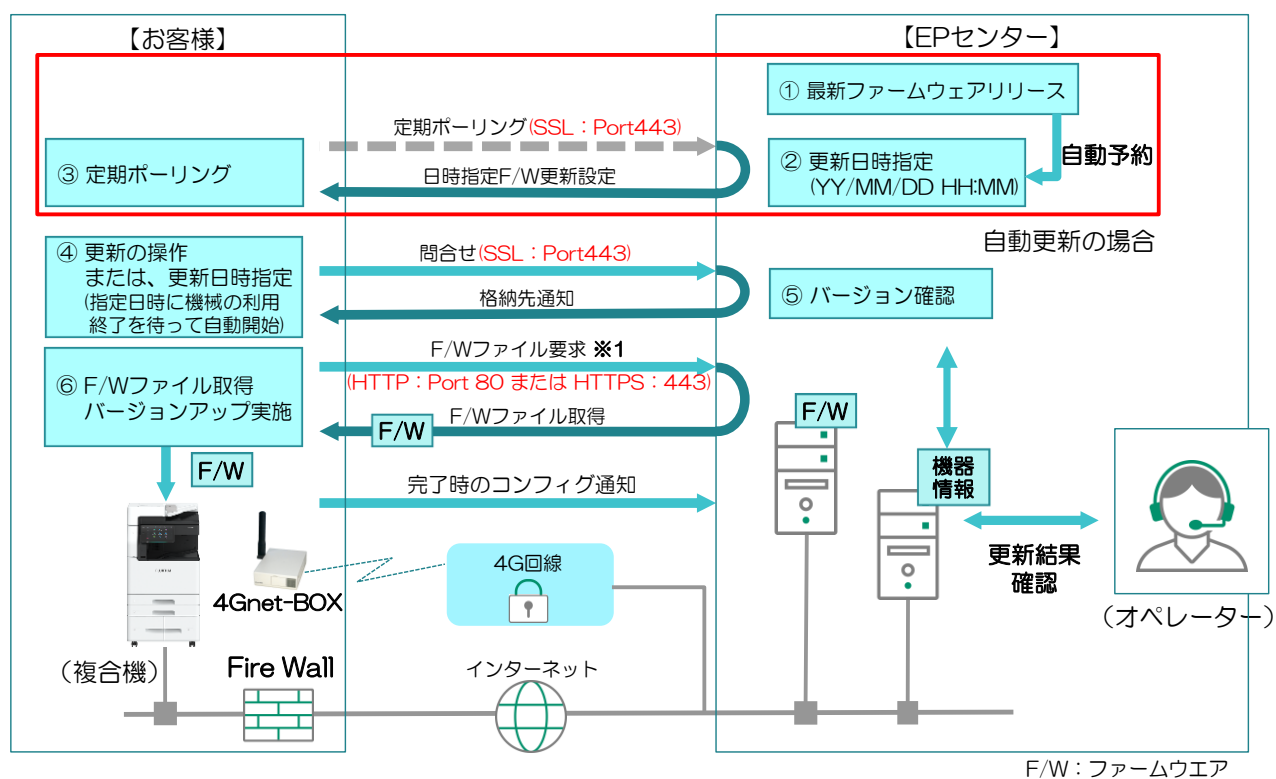 【お客様】
【EPセンター】
① 最新ファームウェアリリース
定期ポーリング(SSL：Port443)
③ 定期ポーリング
日時指定F/W更新設定
② 更新日時指定
(YY/MM/DD HH:MM)
自動予約
自動更新の場合
④ 更新の操作
または、更新日時指定
(指定日時に機械の利用
終了を待って自動開始)
問合せ(SSL：Port443)
格納先通知
⑤ バージョン確認
F/Wファイル要求 ※1
(HTTP：Port 80 または HTTPS：443)
⑥ F/Wファイル取得
バージョンアップ実施
F/Wファイル取得
F/W
F/W
F/W
完了時のコンフィグ通知
機器
情報
更新結果
確認
（オペレーター）
4G回線
4Gnet-BOX
（複合機）
Fire Wall
インターネット
F/W：ファームウエア